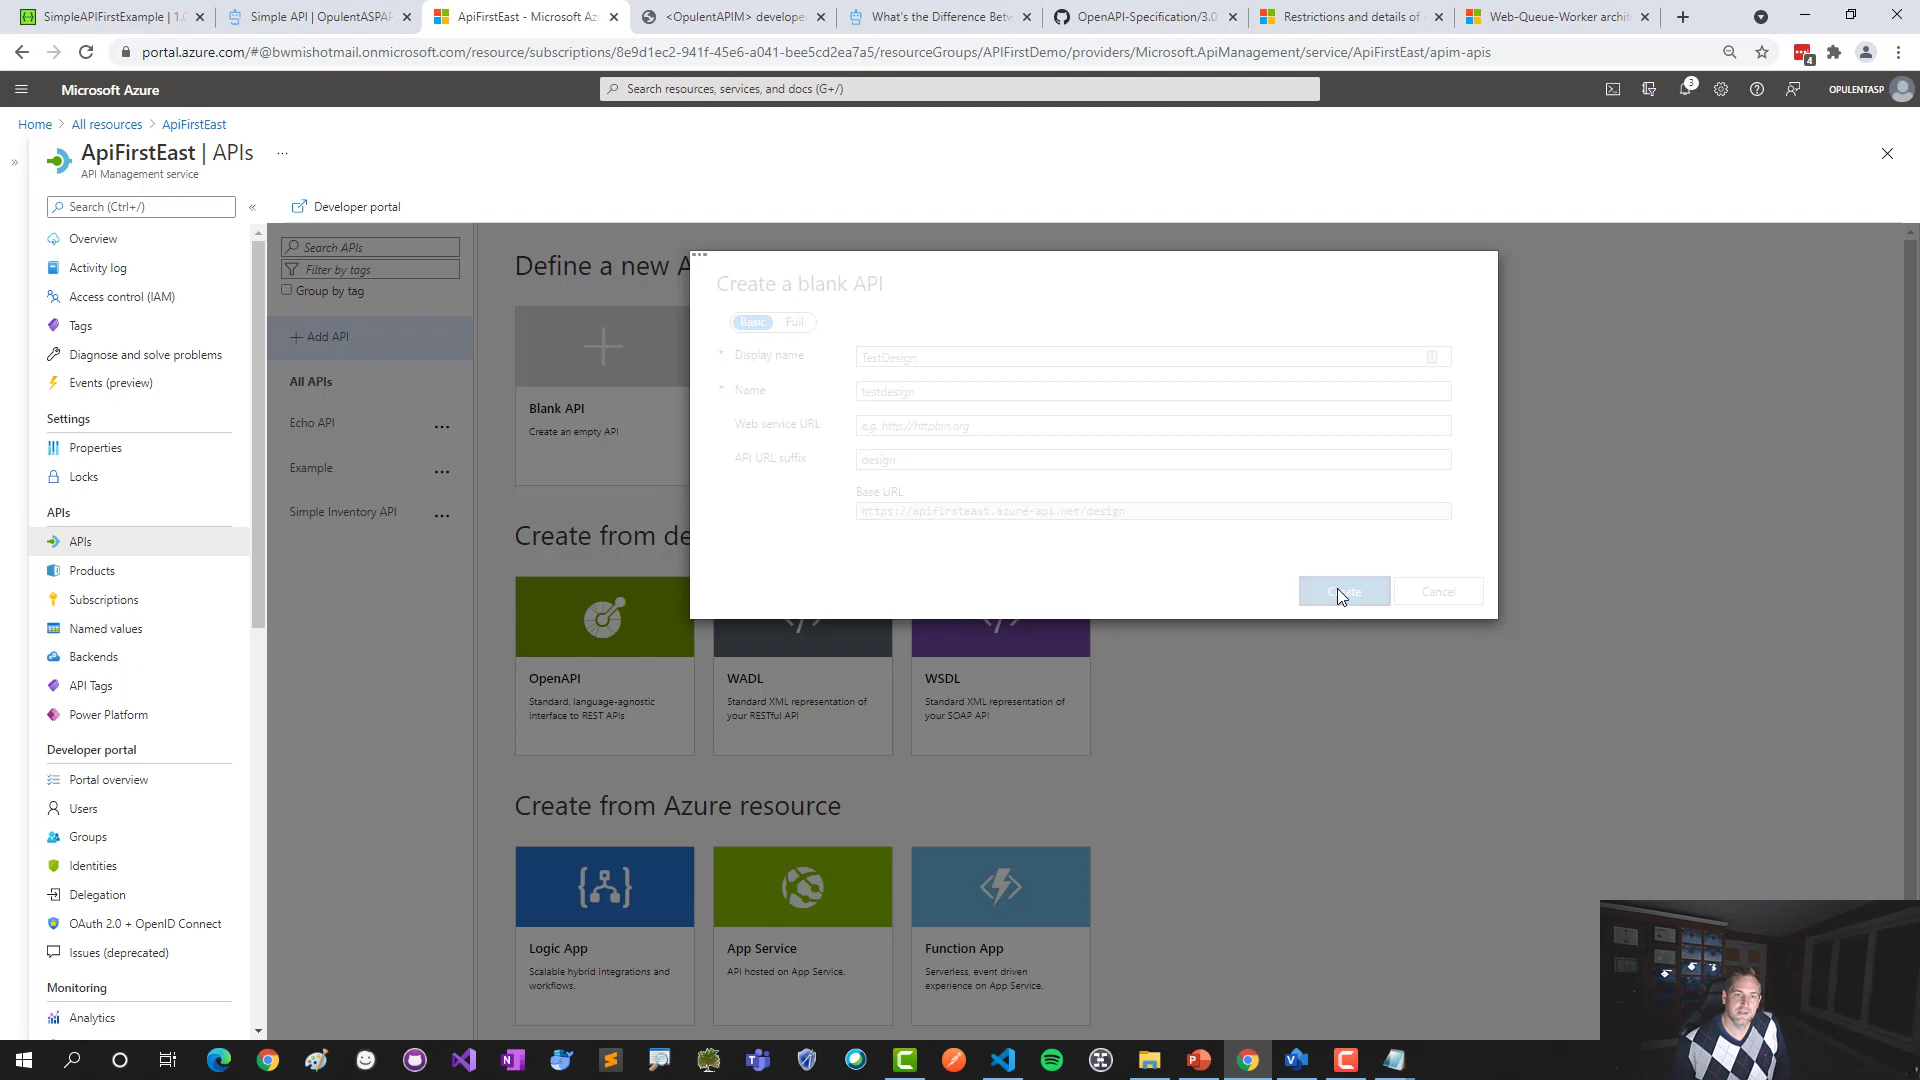 SimpleAPIFirstExample | 1.0
Simple API | OpulentASPAP
ApiFirstEast - Microsoft Az
<OpulentAPIM> develope
What's the Difference Betw
OpenAPI-Specification/3.0
Restrictions and details of
Web-Queue-Worker archit
portal.azure.com/#@bwmishotmail.onmicrosoft.com/resource/subscriptions/8e9d1ec2-941f-45e6-a041-bee5cd2ea7a5/resourceGroups/APIFirstDemo/providers/Microsoft.ApiManagement/service/ApiFirstEast/apim-apis
4
Microsoft Azure
Search resources, services, and docs (G+/)
3
OPULENTASP
Home > All resources > ApiFirstEast
ApiFirstEast | APIs ...
API Management service
Search (Ctrl+/)
Developer portal
Overview
Activity log
Access control (IAM)
Tags
Diagnose and solve problems
Events (preview)
Settings
Properties
Locks
APIs
APIs
Products
Subscriptions
Named values
Backends
API Tags
Power Platform
Developer portal
Portal overview
Users
Groups
Identities
Delegation
OAuth 2.0 + OpenID Connect
Issues (deprecated)
Monitoring
Analytics
Search APIs
Filter by tags
Group by tag
+ Add API
All APIs
Echo API ...
Example ...
Simple Inventory API ...
Define a new A
Blank API
Create an empty API
Create a blank API
Basic Full
* Display name TestDesign
* Name testdesign
Web service URL e.g. http://httpbin.org
API URL suffix design
Base URL
https://apifirsteast.azure-api.net/design
Create Cancel
Create from de
OpenAPI
Standard, language-agnostic
interface to REST APIs
WADL
Standard XML representation of
your RESTful API
WSDL
Standard XML representation of
your SOAP API
Create from Azure resource
Logic App
Scalable hybrid integrations and
workflows.
App Service
API hosted on App Service.
Function App
Serverless, event driven
experience on App Service.